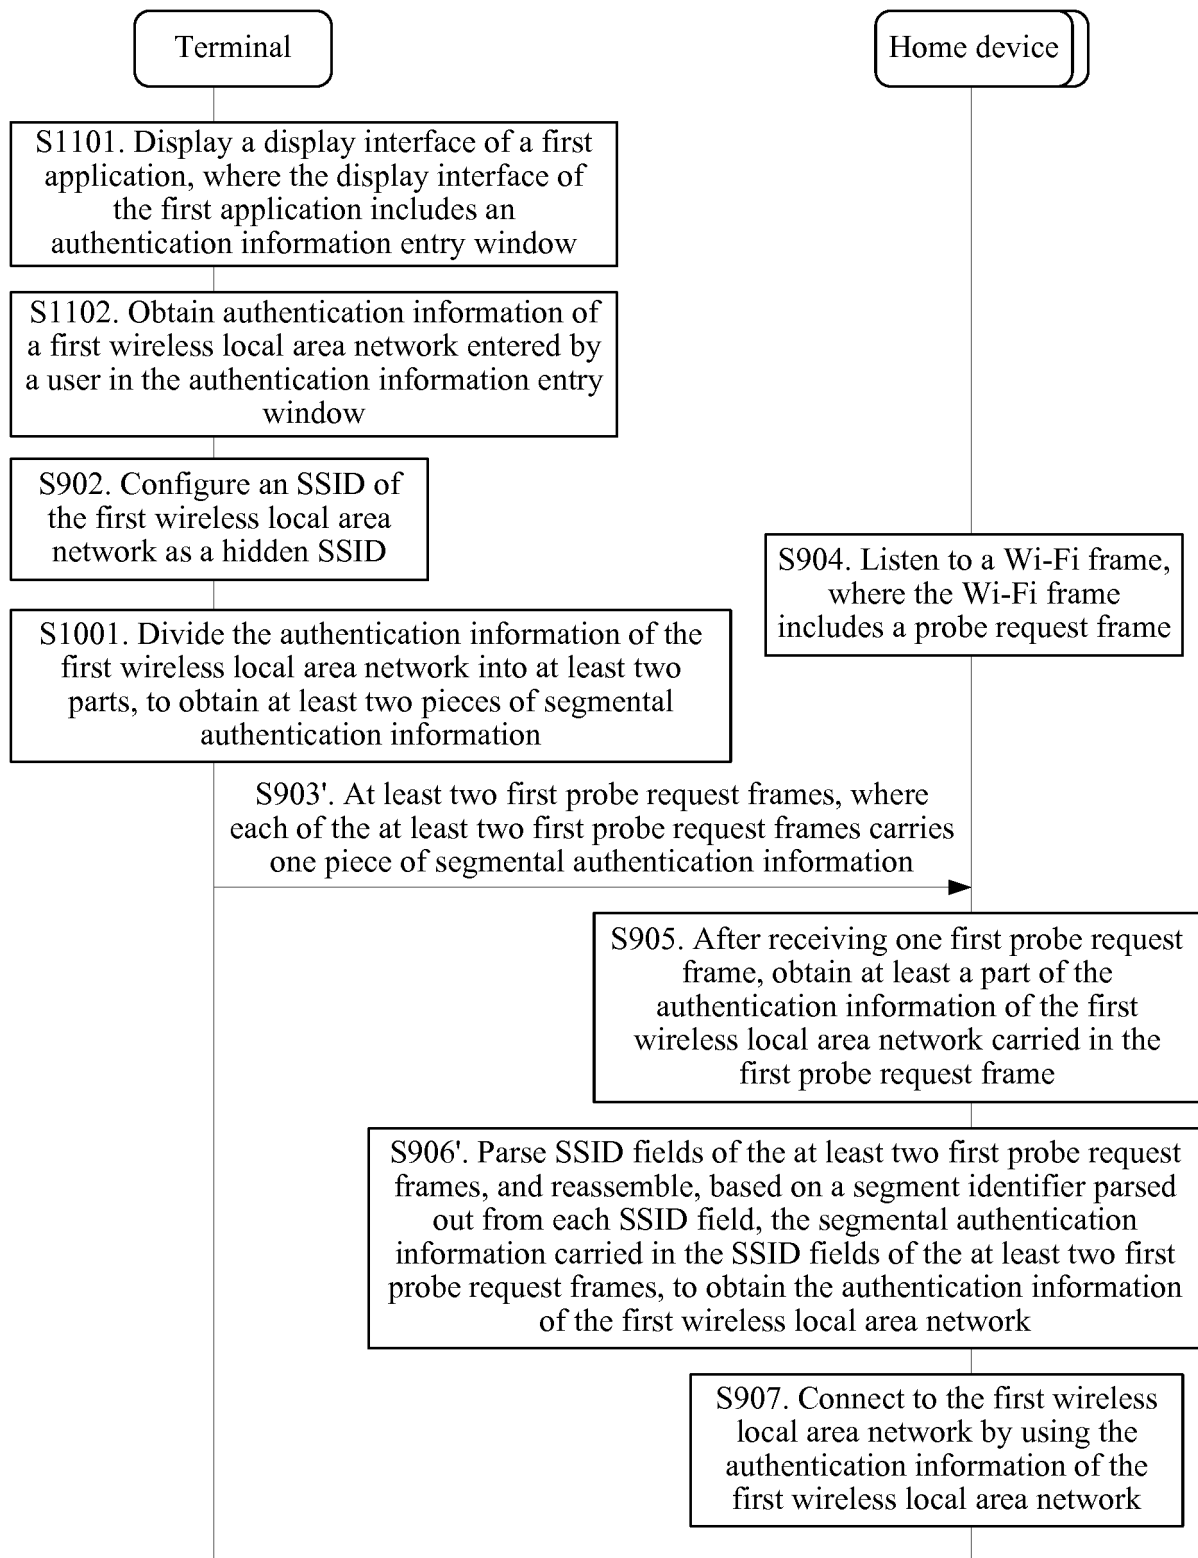 Terminal
Home device
S1101. Display a display interface of a first
application, where the display interface of
the first application includes an
authentication information entry window
S1102. Obtain authentication information of
a first wireless local area network entered by
a user in the authentication information entry
window
S902. Configure an SSID of
the first wireless local area
network as a hidden SSID
S904. Listen to a Wi-Fi frame,
where the Wi-Fi frame
includes a probe request frame
S1001. Divide the authentication information of the
first wireless local area network into at least two
parts, to obtain at least two pieces of segmental
authentication information
S903'. At least two first probe request frames, where
each of the at least two first probe request frames carries
one piece of segmental authentication information
S905. After receiving one first probe request
frame, obtain at least a part of the
authentication information of the first
wireless local area network carried in the
first probe request frame
S906'. Parse SSID fields of the at least two first probe request
frames, and reassemble, based on a segment identifier parsed
out from each SSID field, the segmental authentication
information carried in the SSID fields of the at least two first
probe request frames, to obtain the authentication information
of the first wireless local area network
S907. Connect to the first wireless
local area network by using the
authentication information of the
first wireless local area network